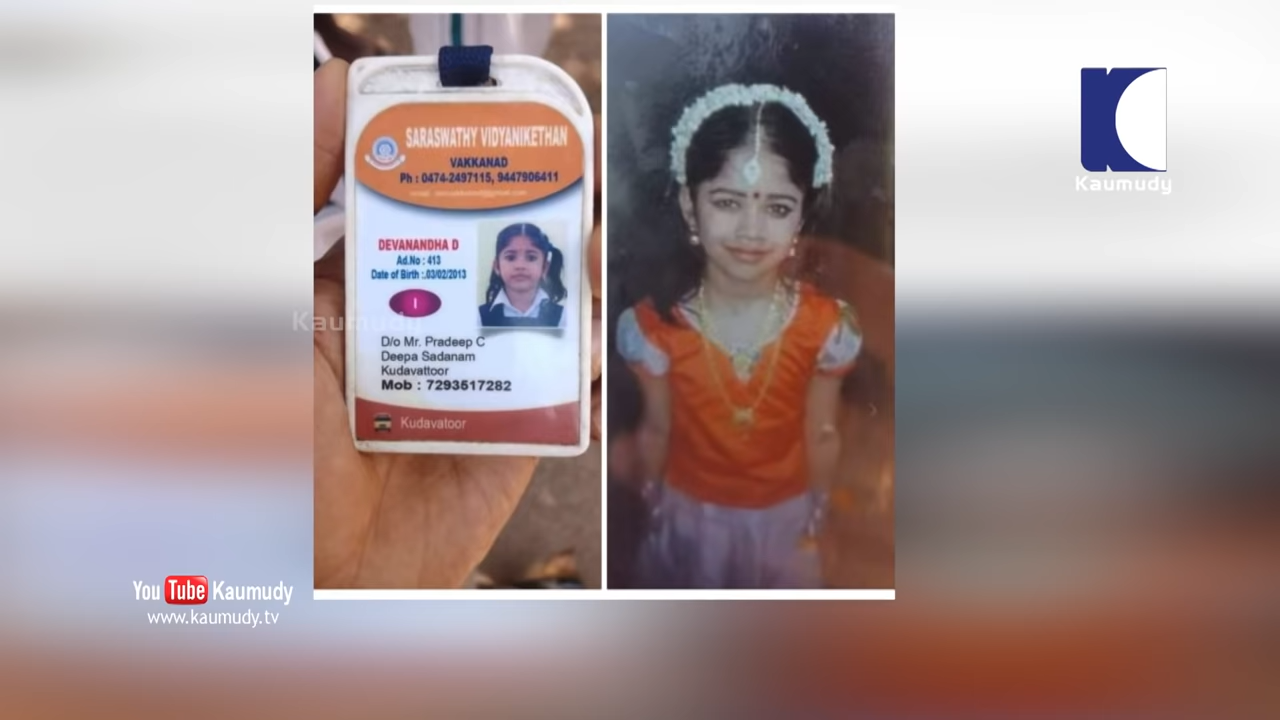 SARASWATHY VIDYANIKETHAN
VAKKANAD
Ph : 0474-2497115, 9447906411
DEVANANDHA D
Ad.No : 413
Date of Birth :.03/02/2013
I
D/o Mr. Pradeep C
Deepa Sadanam
Kudavattoor
Mob : 7293517282
Kudavatoor
Kaumudy
Kaumudy
You Tube Kaumudy
www.kaumudy.tv